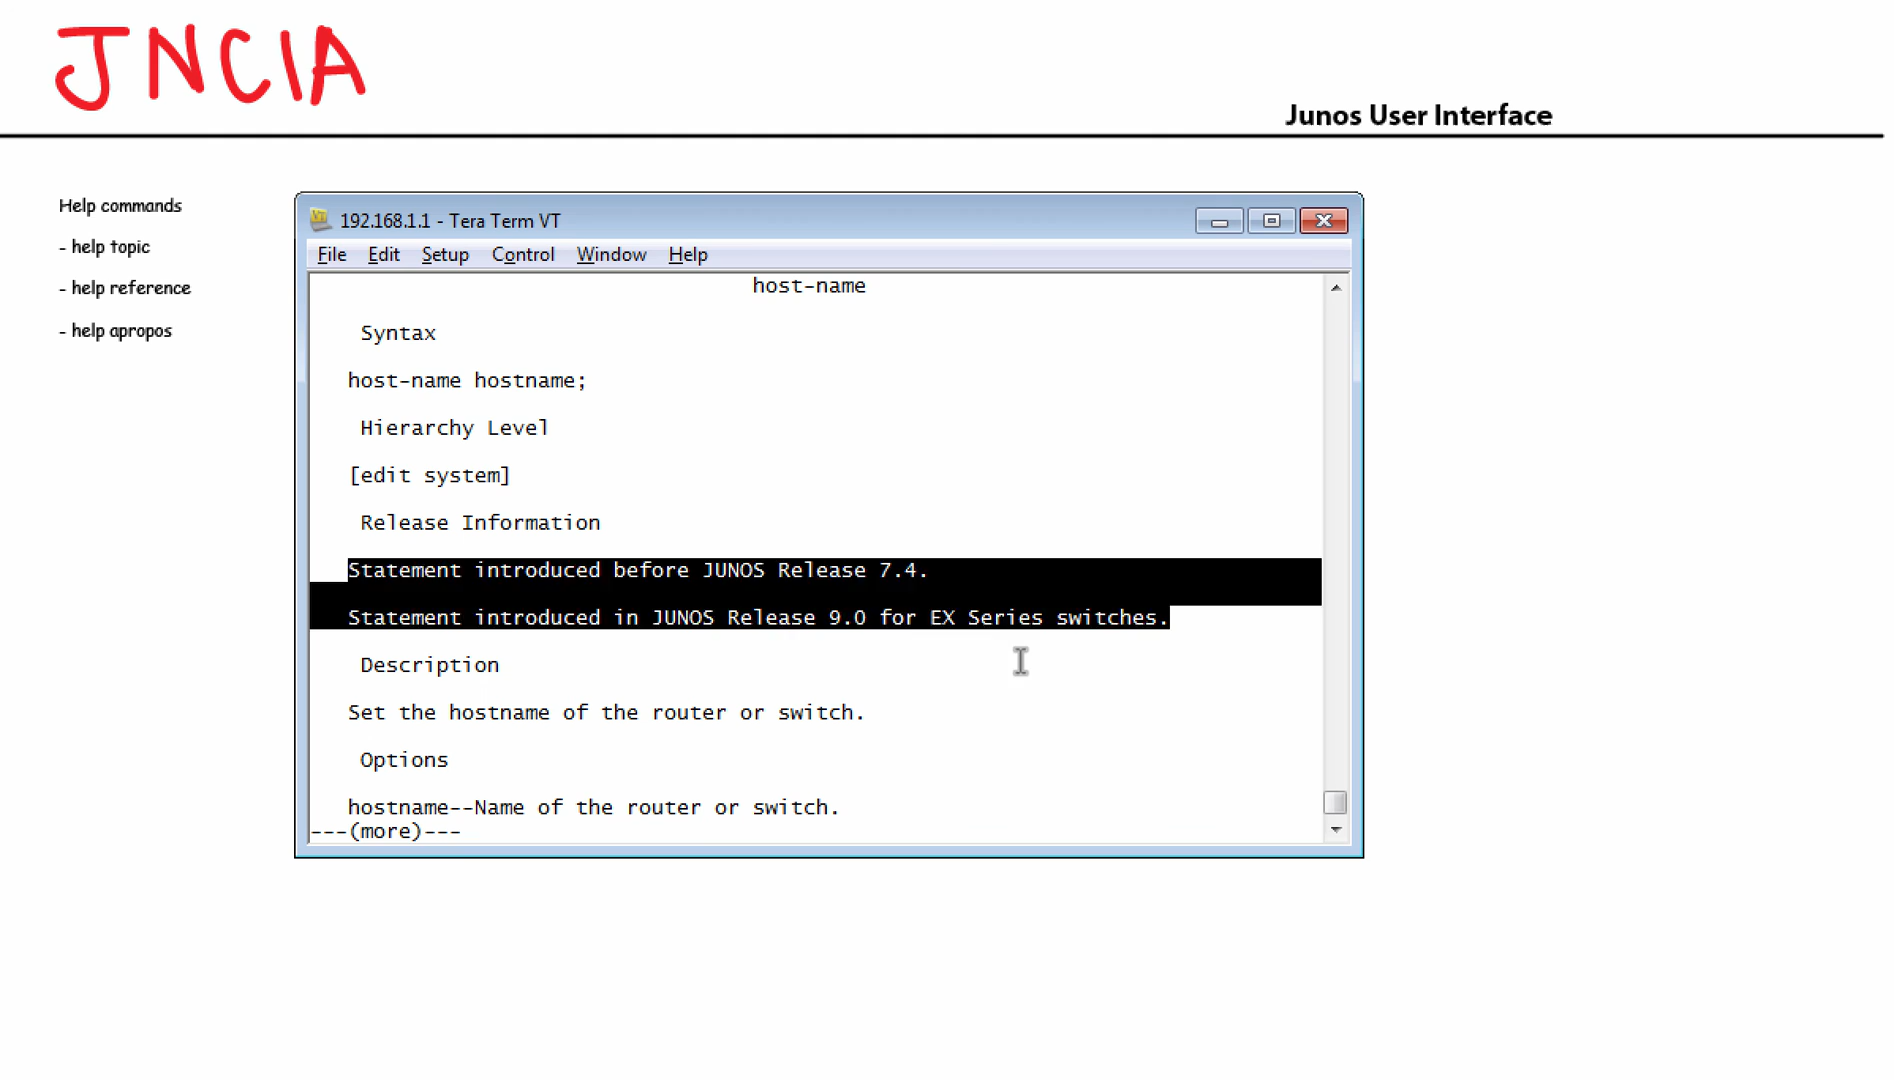 JNCIA
Junos User Interface
Help commands
- help topic
- help reference
- help apropos
192.168.1.1 - Tera Term VT
File Edit Setup Control Window Help
host-name
Syntax
host-name hostname;
Hierarchy Level
[edit system]
Release Information
Statement introduced before JUNOS Release 7.4.
Statement introduced in JUNOS Release 9.0 for EX Series switches.
Description
Set the hostname of the router or switch.
Options
hostname--Name of the router or switch.
---(more)---